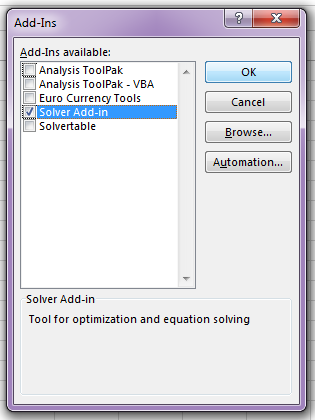 Add-Ins
?
Add-Ins available:
Analysis ToolPak
Analysis ToolPak - VBA
Euro Currency Tools
Solver Add-in
Solvertable
OK
Cancel
Browse...
Automation...
Solver Add-in
Tool for optimization and equation solving